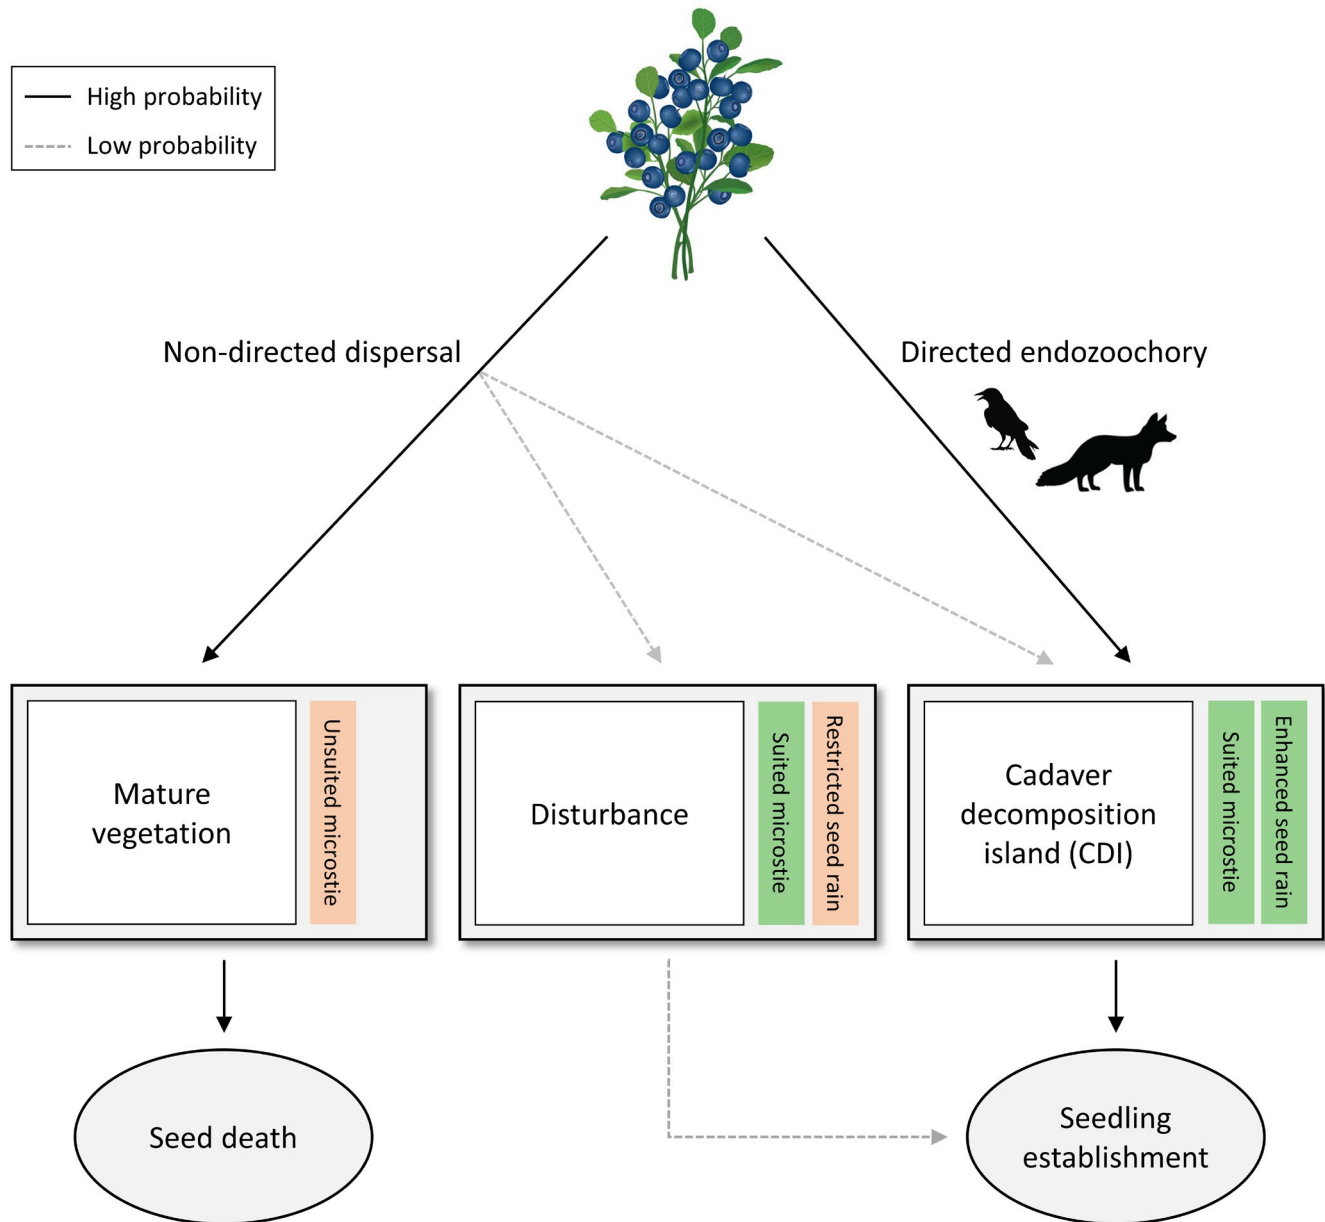 High probability
Low probability
Non-directed dispersal
Directed endozoochory
Mature
vegetation
Unsuited microstie
Disturbance
Suited microstie
Restricted seed rain
Cadaver
decomposition
island (CDI)
Suited microstie
Enhanced seed rain
Seed death
Seedling
establishment